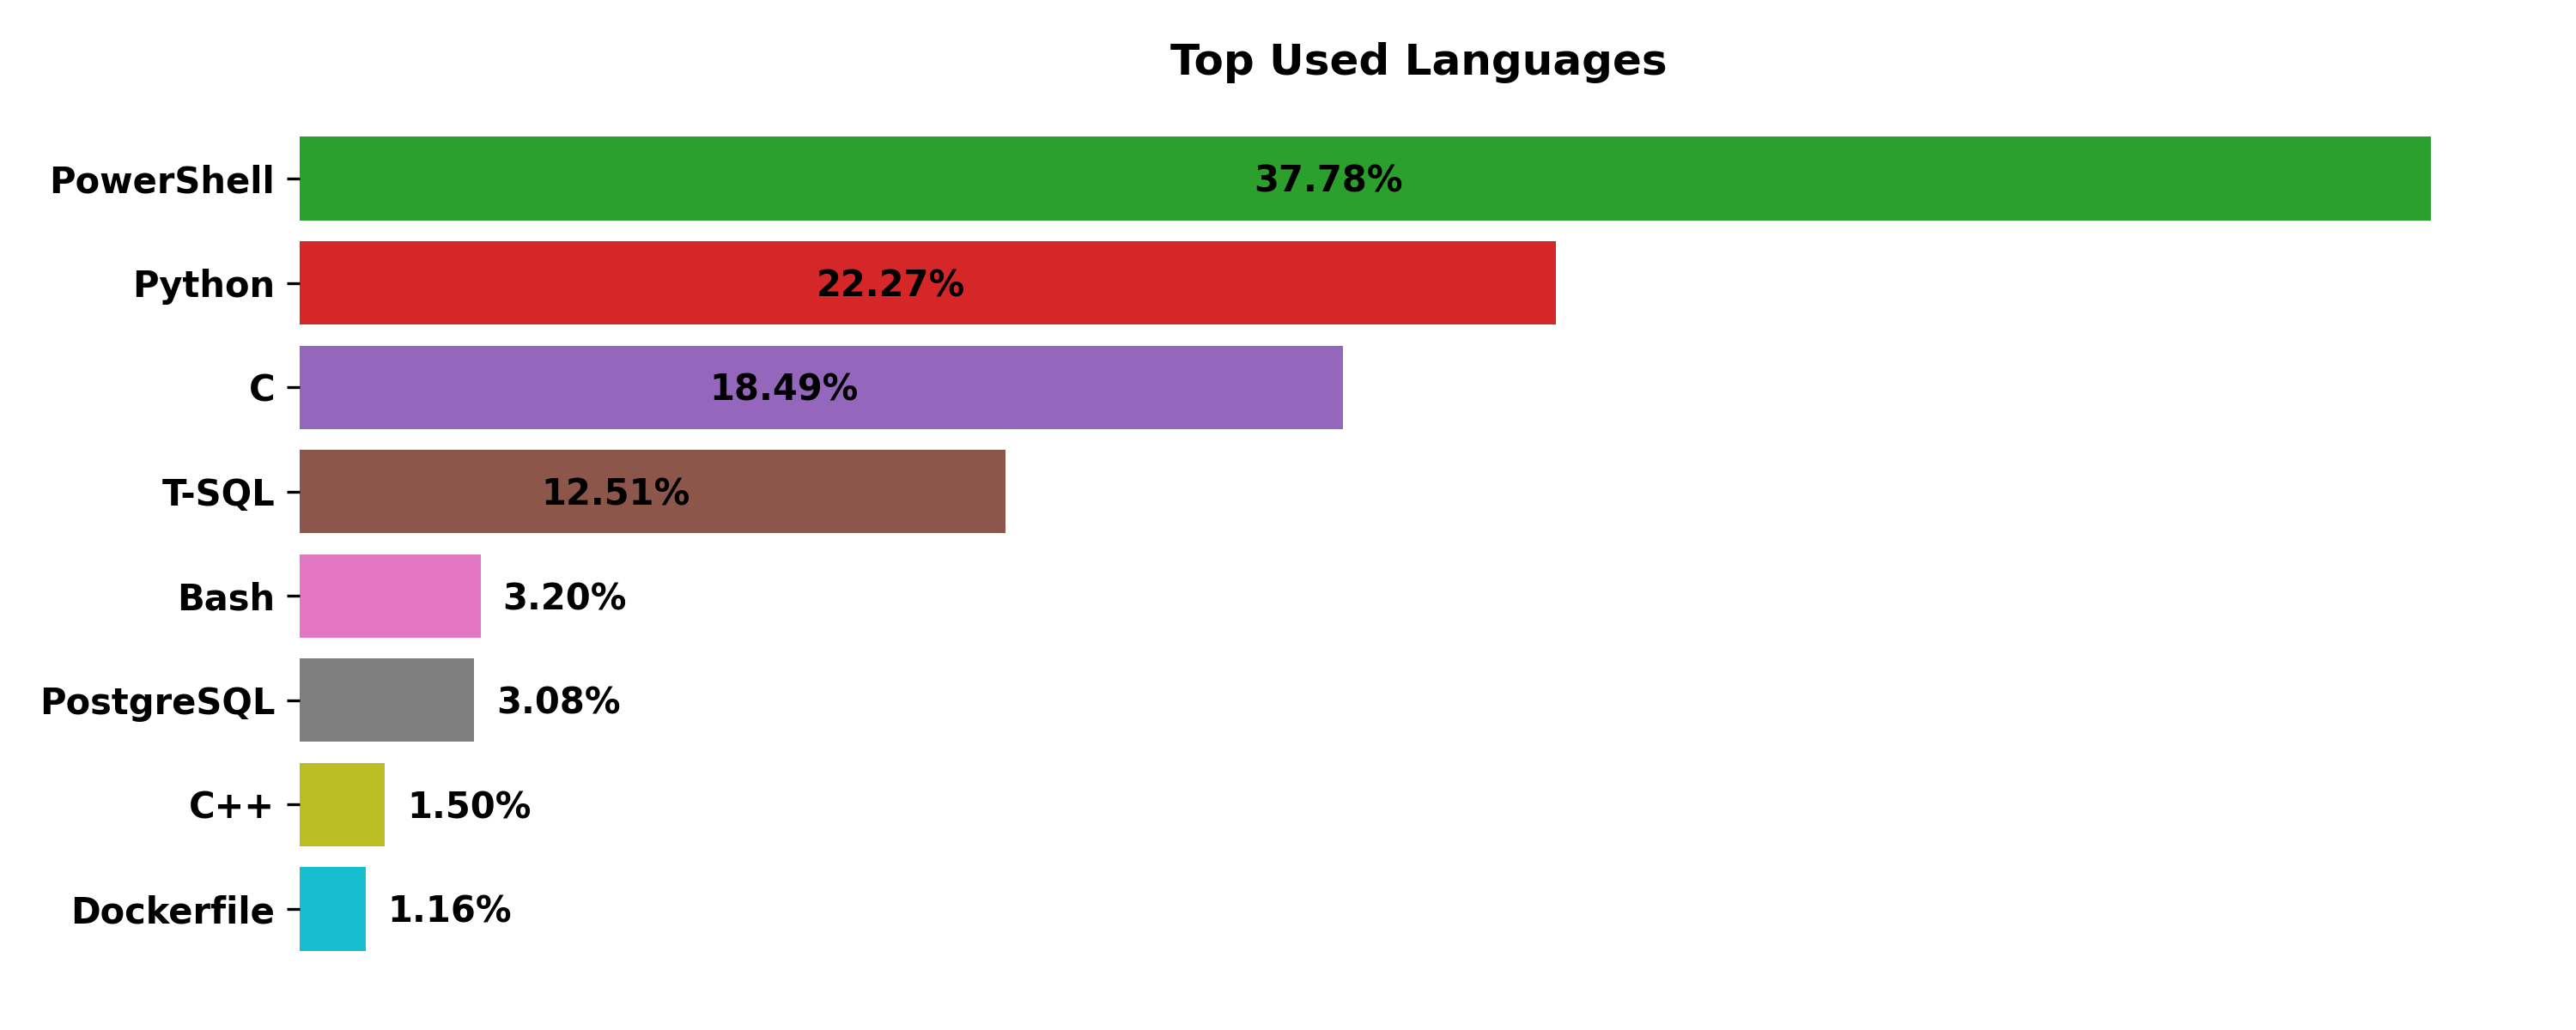 Top Used Languages
PowerShell 37.78%
Python 22.27%
C 18.49%
T-SQL 12.51%
Bash 3.20%
PostgreSQL 3.08%
C++ 1.50%
Dockerfile 1.16%